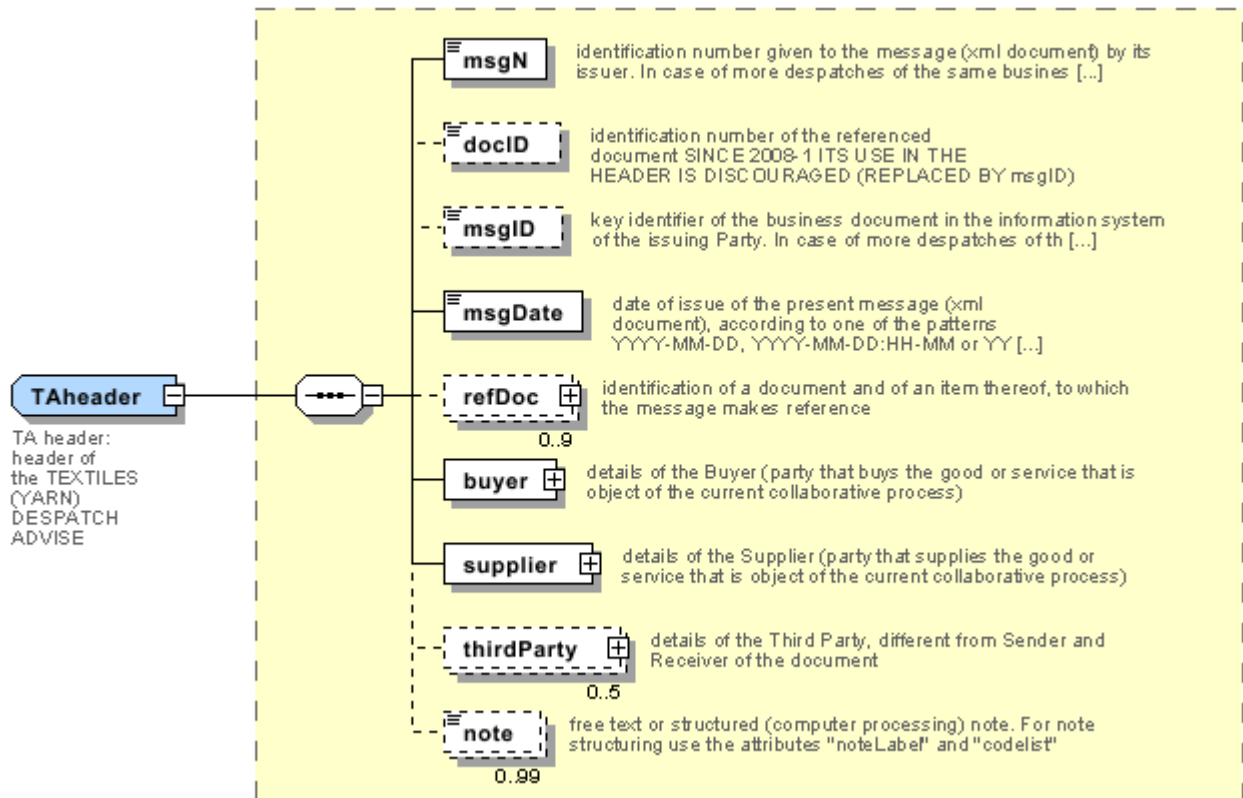 msgN
identification number given to the message (xml document) by its
issuer. In case of more despatches of the same busines [...]
docID
identification number of the referenced
document SINCE 2008-1 ITS USE IN THE
HEADER IS DISCOURAGED (REPLACED BY msgID)
msgID
key identifier of the business document in the information system
of the issuing Party. In case of more despatches of th [...]
msgDate
date of issue of the present message (xml
document), according to one of the patterns
YYYY-MM-DD, YYYY-MM-DD:HH-MM or YY [...]
TAheader
TA header:
header of
the TEXTILES
(YARN)
DESPATCH
ADVISE
refDoc
identification of a document and of an item thereof, to which
the message makes reference
0..9
buyer
details of the Buyer (party that buys the good or service that is
object of the current collaborative process)
supplier
details of the Supplier (party that supplies the good or
service that is object of the current collaborative process)
thirdParty
details of the Third Party, different from Sender and
Receiver of the document
0..5
note
free text or structured (computer processing) note. For note
structuring use the attributes "noteLabel" and "codelist"
0..99